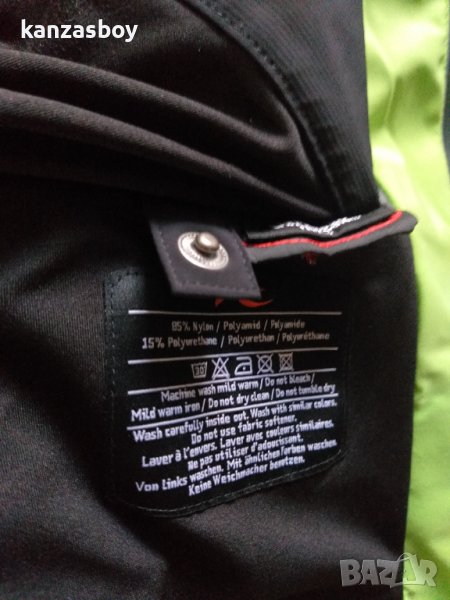 kanzasboy
85% Nylon / Polyamid / Polyamide
15% Polyurethane / Polyurethan / Polyuréthane
30
Machine wash mild warm / Do not bleach/
Mild warm iron / Do not dry clean / Do not tumble dry
Wash carefully inside out. Wash with similar colors.
Do not use fabric softener.
Laver à l'envers. Laver avec couleurs similaires.
Ne pas utiliser d'adoucissant.
Von Links waschen. Mit ähnlichen Farben waschen.
Keine Weichmacher benutzen.
BAZAR